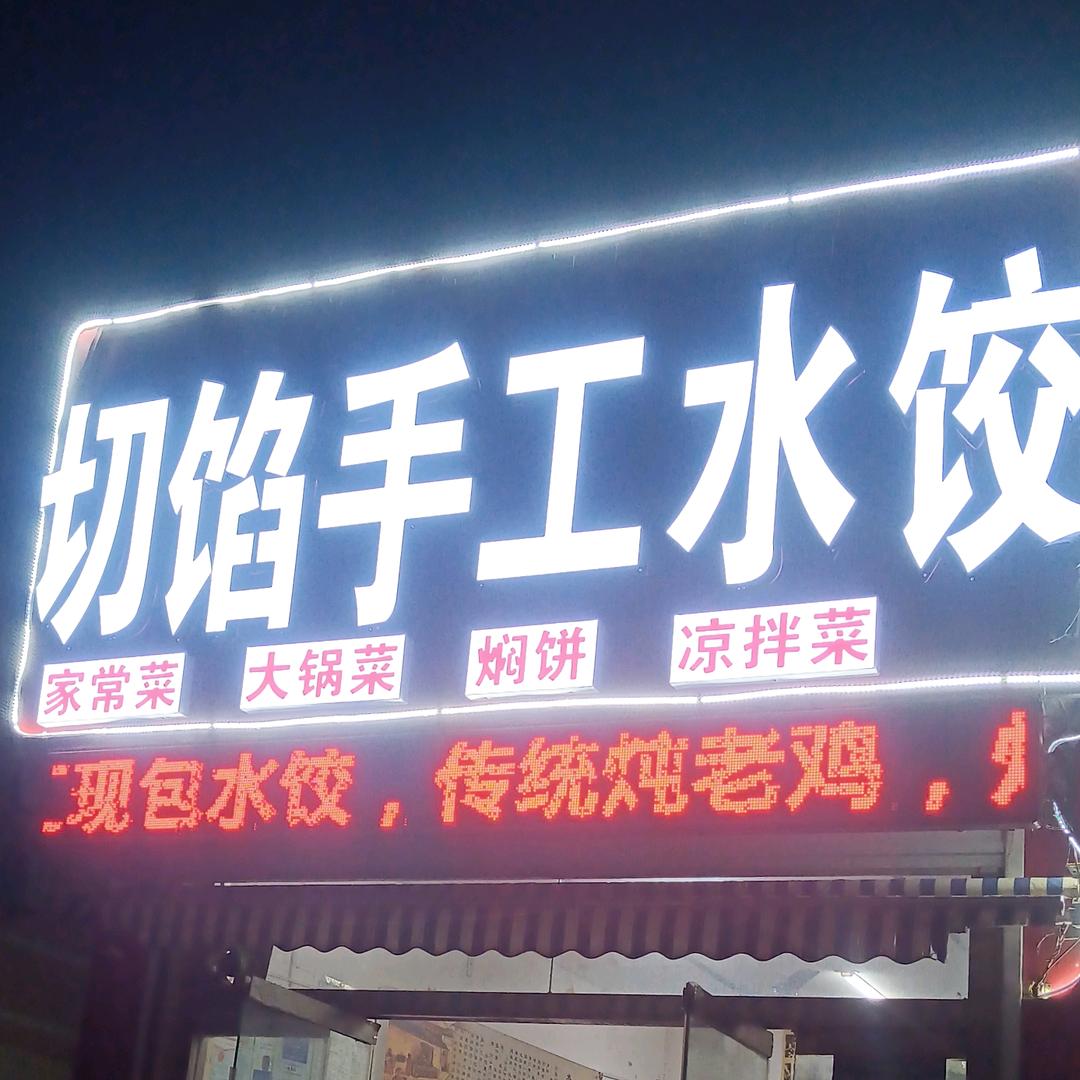 切馅手工水饺
家常菜 大锅菜 焖饼 凉拌菜
现包水饺，传统炖老鸡，